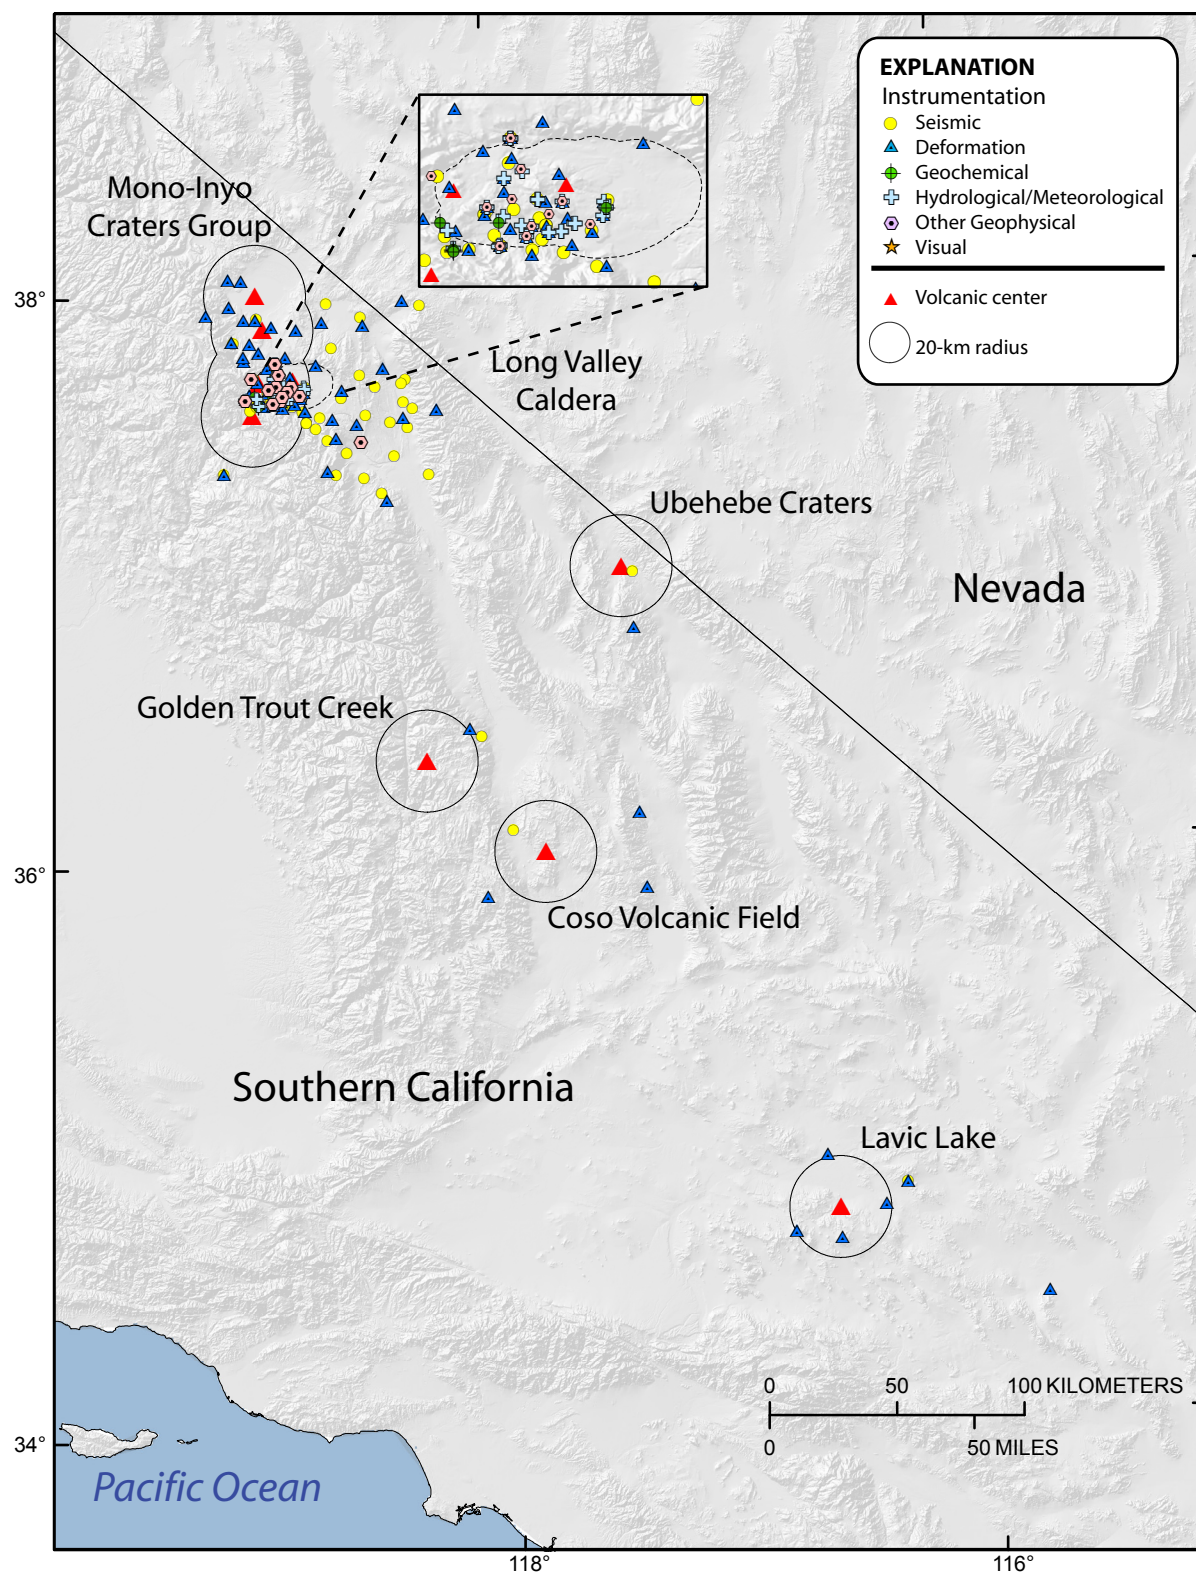 EXPLANATION
Instrumentation
Seismic
Deformation
Geochemical
Hydrological/Meteorological
Other Geophysical
Visual
Volcanic center
20-km radius
Mono-Inyo
Craters Group
38°
Long Valley
Caldera
Ubehebe Craters
Nevada
Golden Trout Creek
36°
Coso Volcanic Field
Southern California
Lavic Lake
0 50 100 KILOMETERS
0 50 MILES
34°
Pacific Ocean
118° 116°